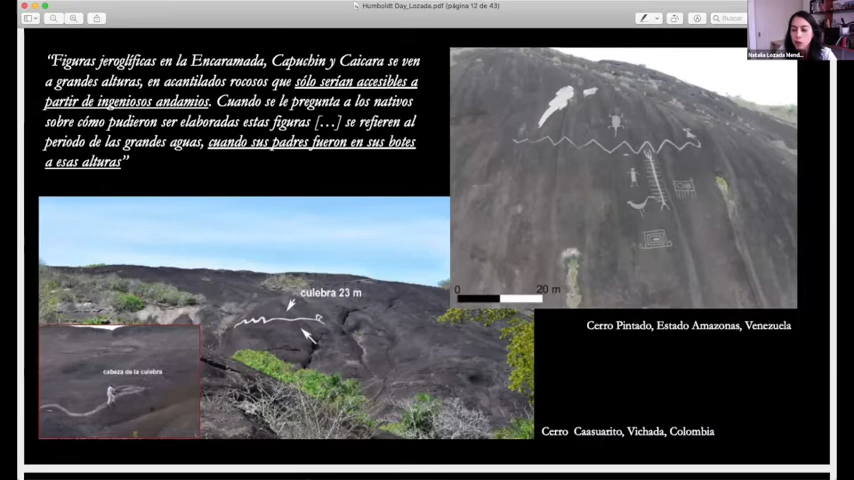 Humboldt Day_Lozada.pdf (página 12 de 43)
Buscar
Natalia Lozada Mend...
“Figuras jeroglíficas en la Encaramada, Capuchin y Caicara se ven
a grandes alturas, en acantilados rocosos que sólo serían accesibles a
partir de ingeniosos andamios. Cuando se le pregunta a los nativos
sobre cómo pudieron ser elaboradas estas figuras [...] se refieren al
periodo de las grandes aguas, cuando sus padres fueron en sus botes
a esas alturas”
0 20 m
Cerro Pintado, Estado Amazonas, Venezuela
culebra 23 m
cabeza de la culebra
Cerro Caasuarito, Vichada, Colombia